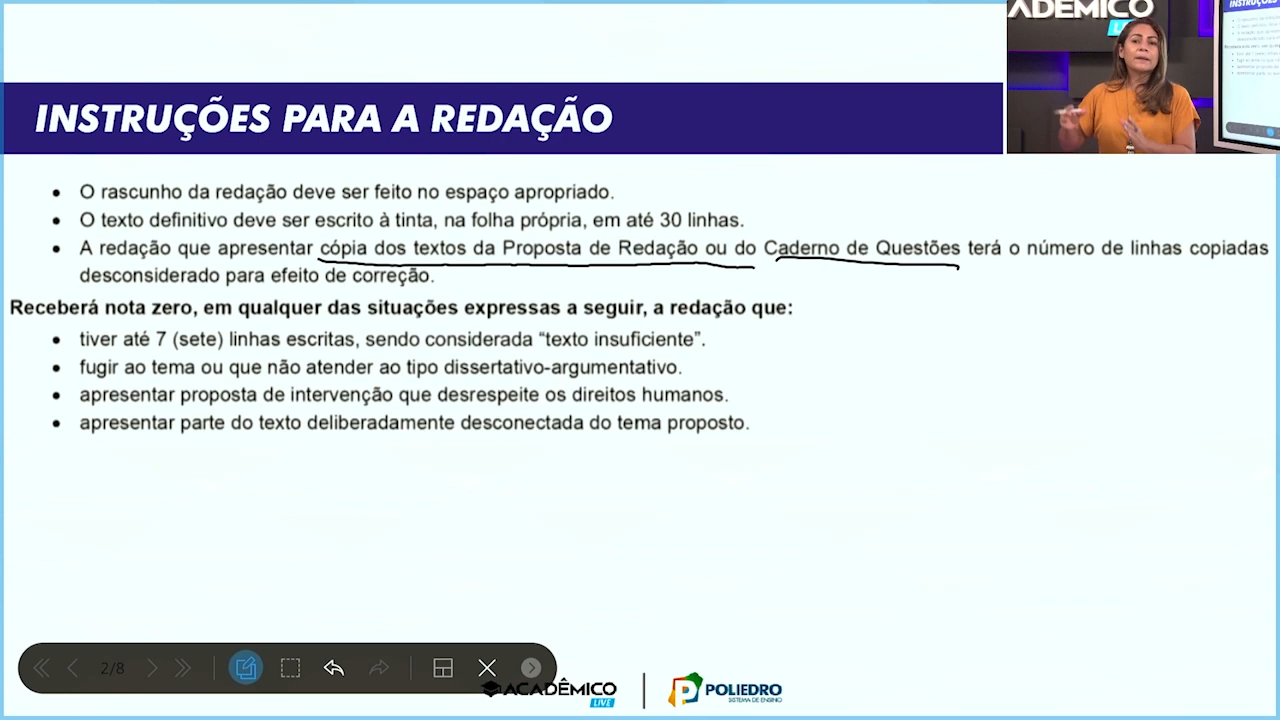 ADÊMICO
LIVE
INSTRUÇÕES
INSTRUÇÕES PARA A REDAÇÃO
• O rascunho da redação deve ser feito no espaço apropriado.
• O texto definitivo deve ser escrito à tinta, na folha própria, em até 30 linhas.
• A redação que apresentar cópia dos textos da Proposta de Redação ou do Caderno de Questões terá o número de linhas copiadas
desconsiderado para efeito de correção.
Receberá nota zero, em qualquer das situações expressas a seguir, a redação que:
• tiver até 7 (sete) linhas escritas, sendo considerada “texto insuficiente”.
• fugir ao tema ou que não atender ao tipo dissertativo-argumentativo.
• apresentar proposta de intervenção que desrespeite os direitos humanos.
• apresentar parte do texto deliberadamente desconectada do tema proposto.
2/8
ACADÊMICO
LIVE
POLIEDRO
SISTEMA DE ENSINO